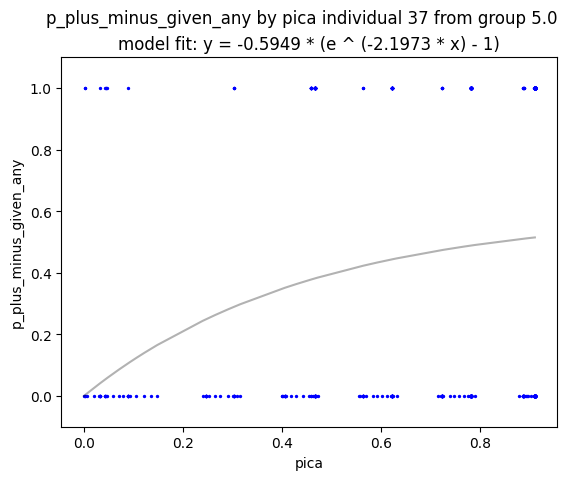 p_plus_minus_given_any by pica individual 37 from group 5.0
model fit: y = -0.5949 * (e ^ (-2.1973 * x) - 1)
1.0
0.8
0.6
0.4
0.2
0.0
p_plus_minus_given_any
0.0 0.2 0.4 0.6 0.8
pica